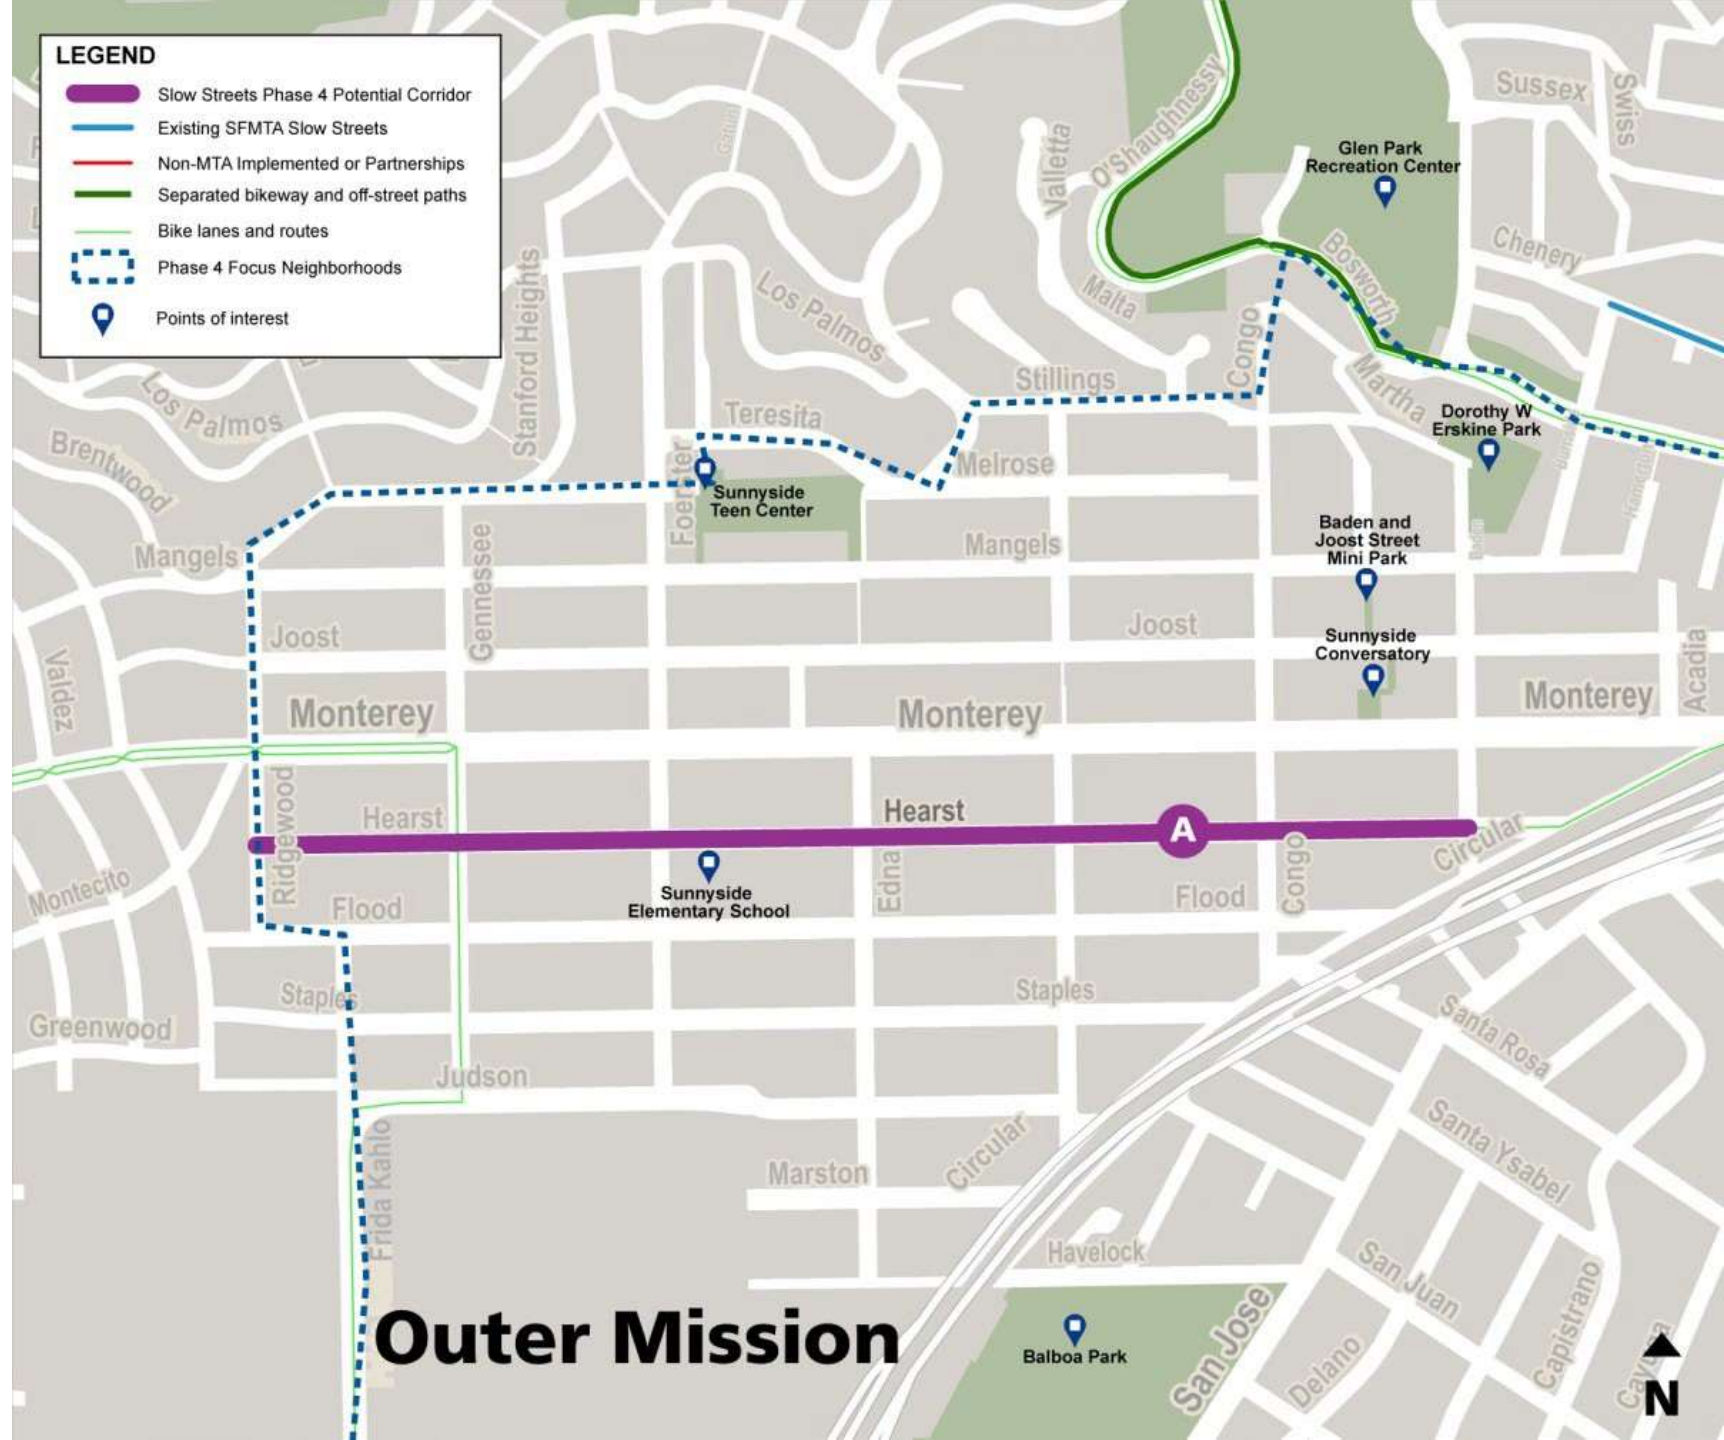 LEGEND
Slow Streets Phase 4 Potential Corridor
Existing SFMTA Slow Streets
Non-MTA Implemented or Partnerships
Separated bikeway and off-street paths
Bike lanes and routes
Phase 4 Focus Neighborhoods
Points of interest
O'Shaughnessy
Valletta
Sussex
Swiss
Glen Park
Recreation Center
Chenery
Bosworth
Malta
Los Palmos
Stanford Heights
Congo
Stillings
Martha
Los Palmos
Brentwood
Teresita
Dorothy W
Erskine Park
Foerster
Melrose
Sunnyside
Teen Center
Baden
Mangels
Gennessee
Mangels
Baden and
Joost Street
Mini Park
Joost
Joost
Sunnyside
Conversatory
Valdez
Acadia
Monterey
Monterey
Monterey
Ridgewood
Hearst
Hearst
A
Circular
Montecito
Sunnyside
Elementary School
Edna
Congo
Flood
Flood
Staples
Staples
Greenwood
Santa Rosa
Judson
Santa Ysabel
Frida Kahlo
Marston
Circular
Havelock
San Juan
Outer Mission
Balboa Park
San Jose
Delano
Capistrano
N